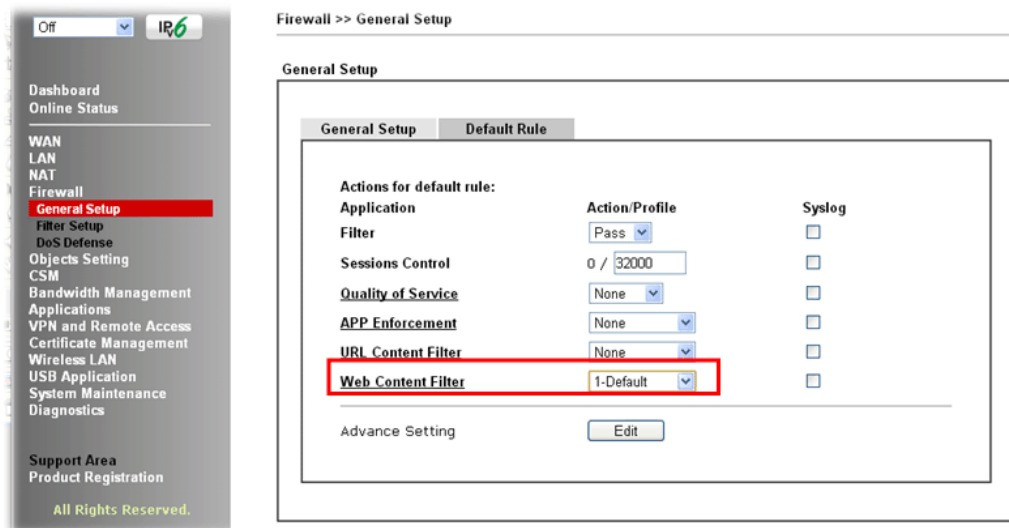 Off
IPv6
Dashboard
Online Status
WAN
LAN
NAT
Firewall
General Setup
Filter Setup
DoS Defense
Objects Setting
CSM
Bandwidth Management
Applications
VPN and Remote Access
Certificate Management
Wireless LAN
USB Application
System Maintenance
Diagnostics
Support Area
Product Registration
All Rights Reserved.
Firewall >> General Setup
General Setup
General Setup Default Rule
Actions for default rule:
Application Action/Profile Syslog
Filter Pass
Sessions Control 0 / 32000
Quality of Service None
APP Enforcement None
URL Content Filter None
Web Content Filter 1-Default
Advance Setting Edit